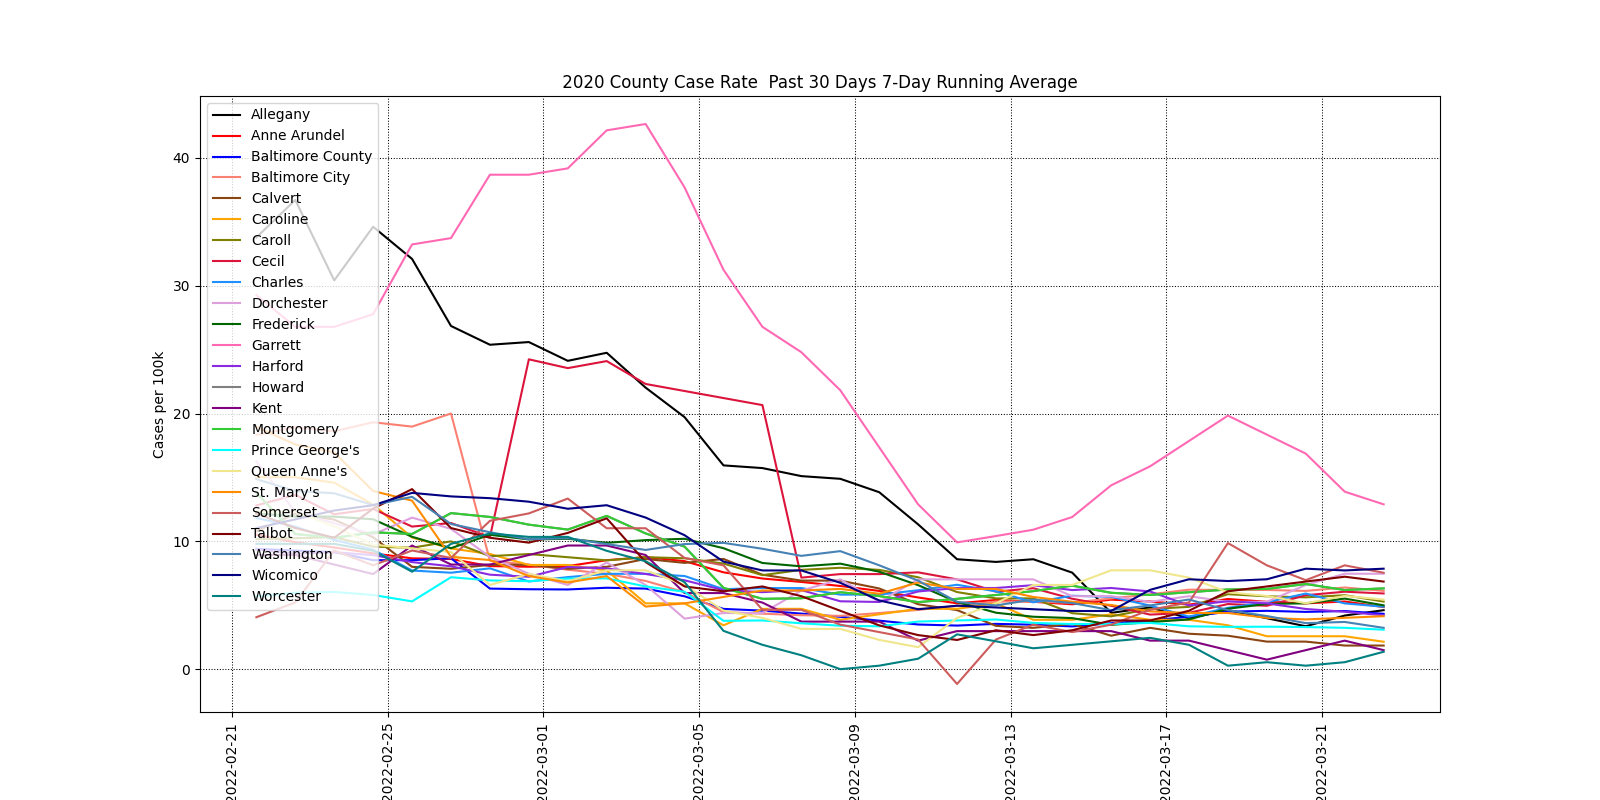 2020 County Case Rate  Past 30 Days 7-Day Running Average
Cases per 100k
40
30
20
10
0
Allegany
Anne Arundel
Baltimore County
Baltimore City
Calvert
Caroline
Caroll
Cecil
Charles
Dorchester
Frederick
Garrett
Harford
Howard
Kent
Montgomery
Prince George's
Queen Anne's
St. Mary's
Somerset
Talbot
Washington
Wicomico
Worcester
2022-02-21
2022-02-25
2022-03-01
2022-03-05
2022-03-09
2022-03-13
2022-03-17
2022-03-21